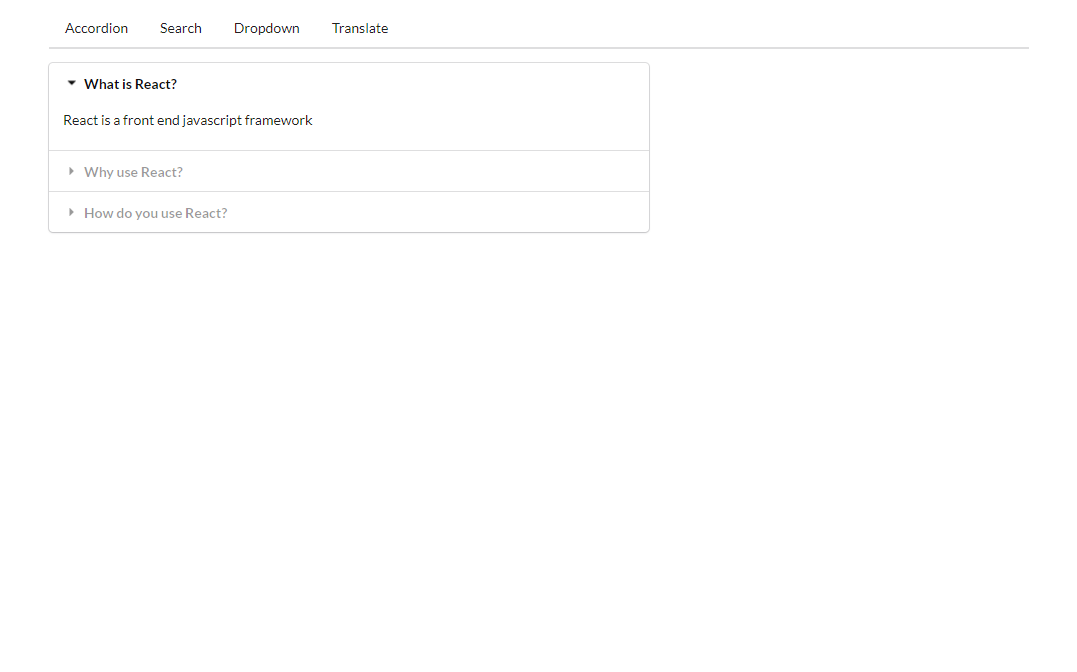 Accordion Search Dropdown Translate
What is React?
React is a front end javascript framework
Why use React?
How do you use React?